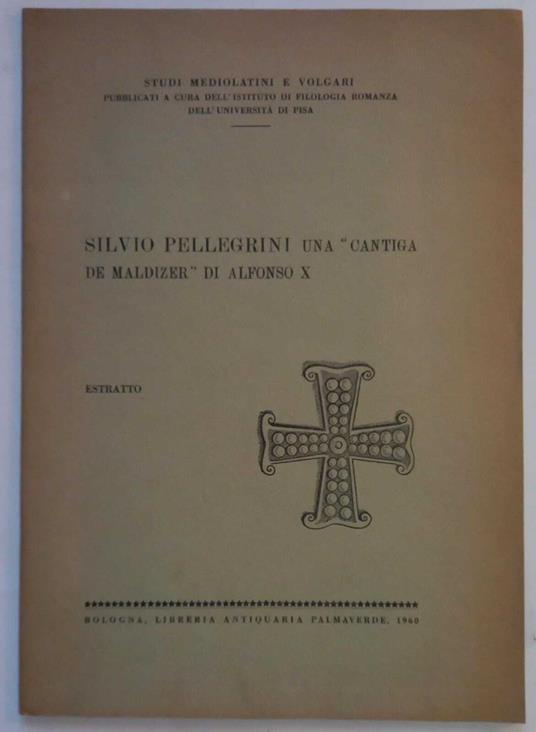 STUDI MEDIOLATINI E VOLGARI
PUBBLICATI A CURA DELL'ISTITUTO DI FILOLOGIA ROMANZA
DELL'UNIVERSITÀ DI PISA
SILVIO PELLEGRINI UNA "CANTIGA
DE MALDIZER" DI ALFONSO X
ESTRATTO
BOLOGNA, LIBRERIA ANTIQUARIA PALMAVERDE, 1960